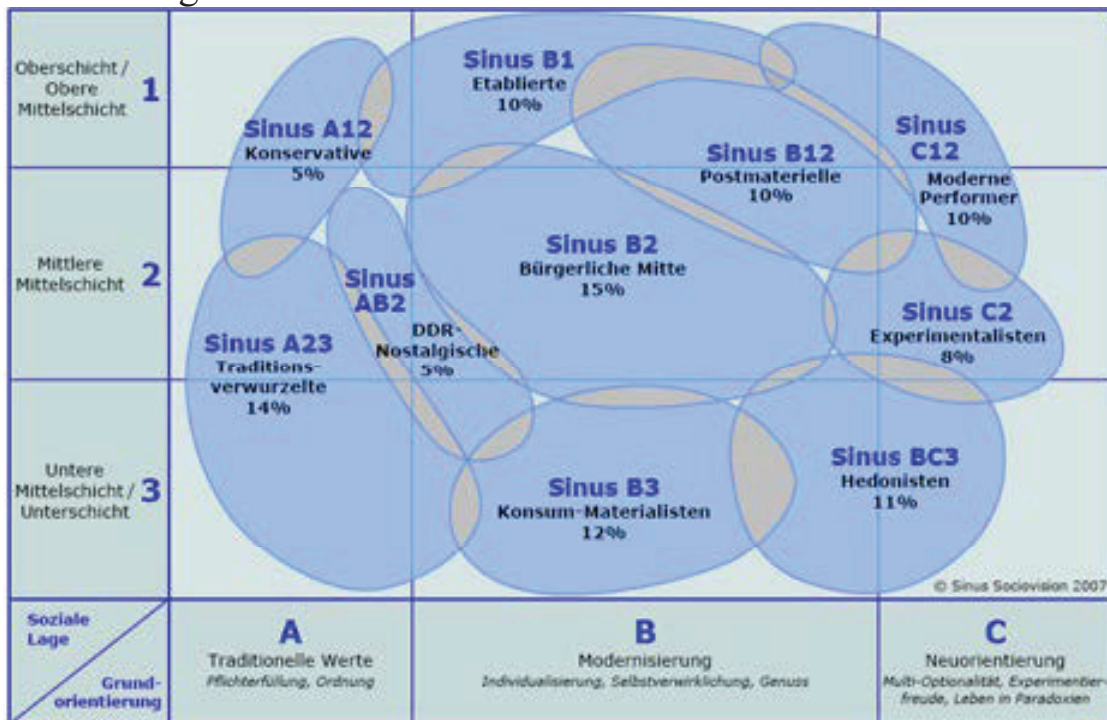 Oberschicht /
Obere
Mittelschicht
1
Sinus B1
Etablierte
10%
Sinus A12
Konservative
5%
Sinus B12
Postmaterielle
10%
Sinus
C12
Moderne
Performer
10%
Mittlere
Mittelschicht
2
Sinus
AB2
DDR-
Nostalgische
5%
Sinus B2
Bürgerliche Mitte
15%
Sinus C2
Experimentalisten
8%
Sinus A23
Traditions-
verwurzelte
14%
Untere
Mittelschicht /
Unterschicht
3
Sinus B3
Konsum-Materialisten
12%
Sinus BC3
Hedonisten
11%
© Sinus Sociovision 2007
Soziale
Lage
Grund-
orientierung
A
Traditionelle Werte
Pflichterfüllung, Ordnung
B
Modernisierung
Individualisierung, Selbstverwirklichung, Genuss
C
Neuorientierung
Multi-Optionalität, Experimentier-
freude, Leben in Paradoxien